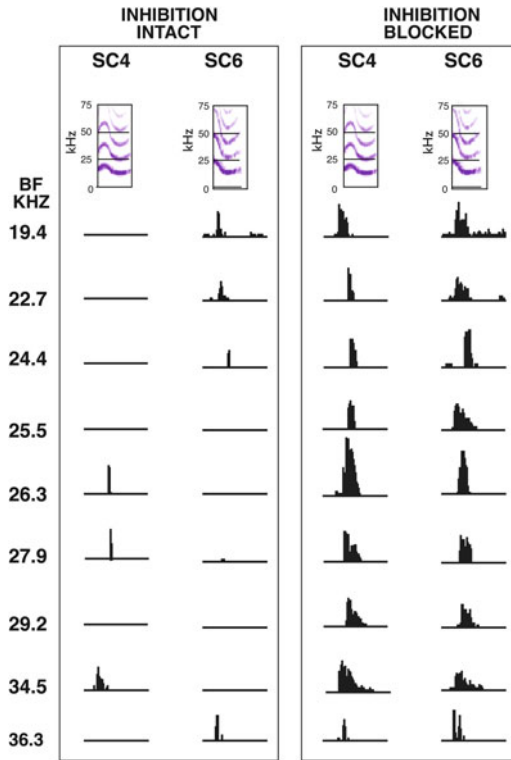 INHIBITION INTACT
INHIBITION BLOCKED
SC4 SC6 SC4 SC6
75 75 75 75
50 50 50 50
25 25 25 25
0 0 0 0
kHz kHz kHz kHz
BF
KHZ
19.4
22.7
24.4
25.5
26.3
27.9
29.2
34.5
36.3